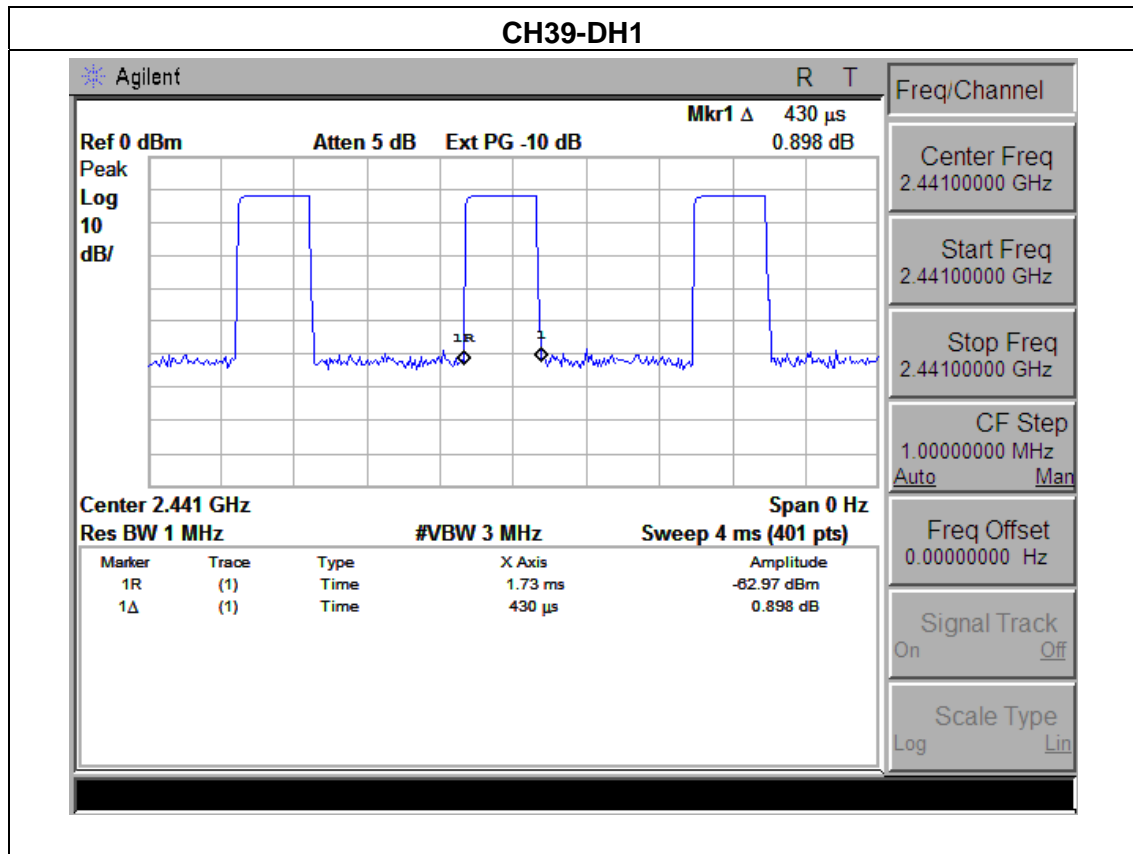 CH39-DH1
Agilent R T
Mkr1 Δ 430 μs
Ref 0 dBm Atten 5 dB Ext PG -10 dB 0.898 dB
Peak
Log
10
dB/
1R 1
Center 2.441 GHz Span 0 Hz
Res BW 1 MHz #VBW 3 MHz Sweep 4 ms (401 pts)
Marker Trace Type X Axis Amplitude
1R (1) Time 1.73 ms -62.97 dBm
1Δ (1) Time 430 μs 0.898 dB
Freq/Channel
Center Freq
2.44100000 GHz
Start Freq
2.44100000 GHz
Stop Freq
2.44100000 GHz
CF Step
1.00000000 MHz
Auto Man
Freq Offset
0.00000000 Hz
Signal Track
On Off
Scale Type
Log Lin